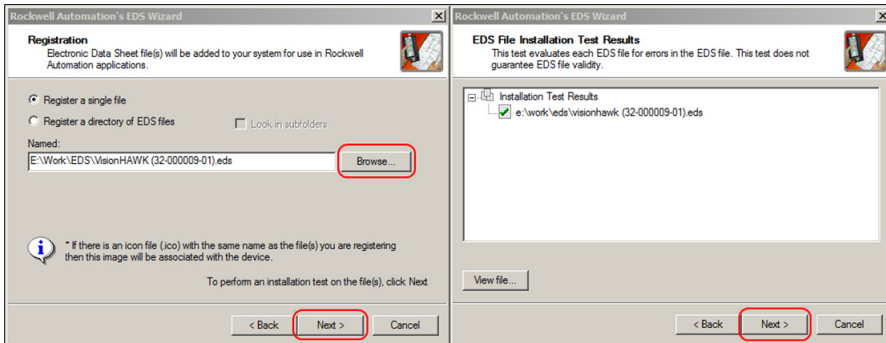 Rockwell Automation's EDS Wizard
Registration
Electronic Data Sheet file(s) will be added to your system for use in Rockwell
Automation applications.
Register a single file
Register a directory of EDS files
Look in subfolders
Named:
E:\Work\EDS\VisionHAWK (32-000009-01).eds
Browse...
* If there is an icon file (.ico) with the same name as the file(s) you are registering
then this image will be associated with the device.
To perform an installation test on the file(s), click Next
< Back
Next >
Cancel
Rockwell Automation's EDS Wizard
EDS File Installation Test Results
This test evaluates each EDS file for errors in the EDS file. This test does not
guarantee EDS file validity.
Installation Test Results
e:\work\eds\visionhawk (32-000009-01).eds
View file...
< Back
Next >
Cancel